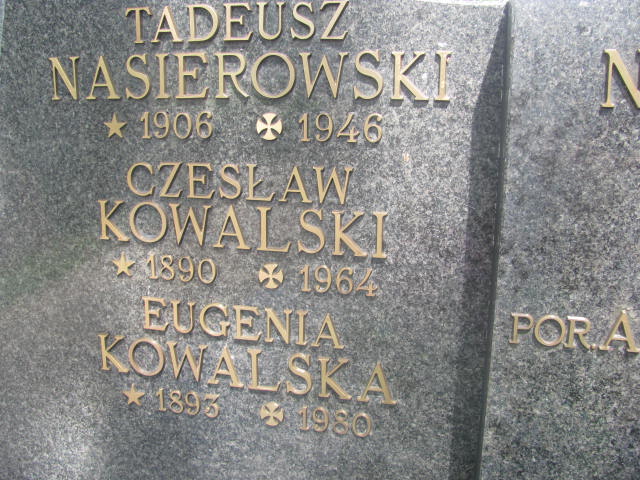 TADEUSZ
NASIEROWSKI
★ 1906 ✠ 1946
CZESŁAW
KOWALSKI
★ 1890 ✠ 1964
EUGENIA
KOWALSKA
★ 1893 ✠ 1980
N
POR. A